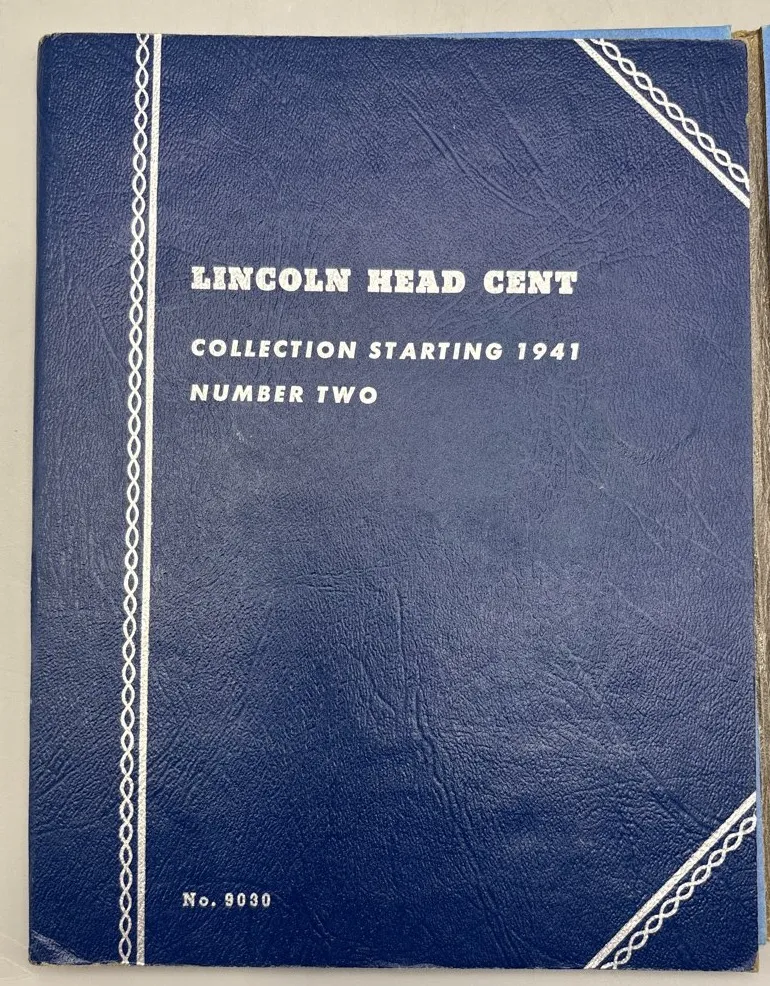 LINCOLN HEAD CENT
COLLECTION STARTING 1941
NUMBER TWO
No. 9030